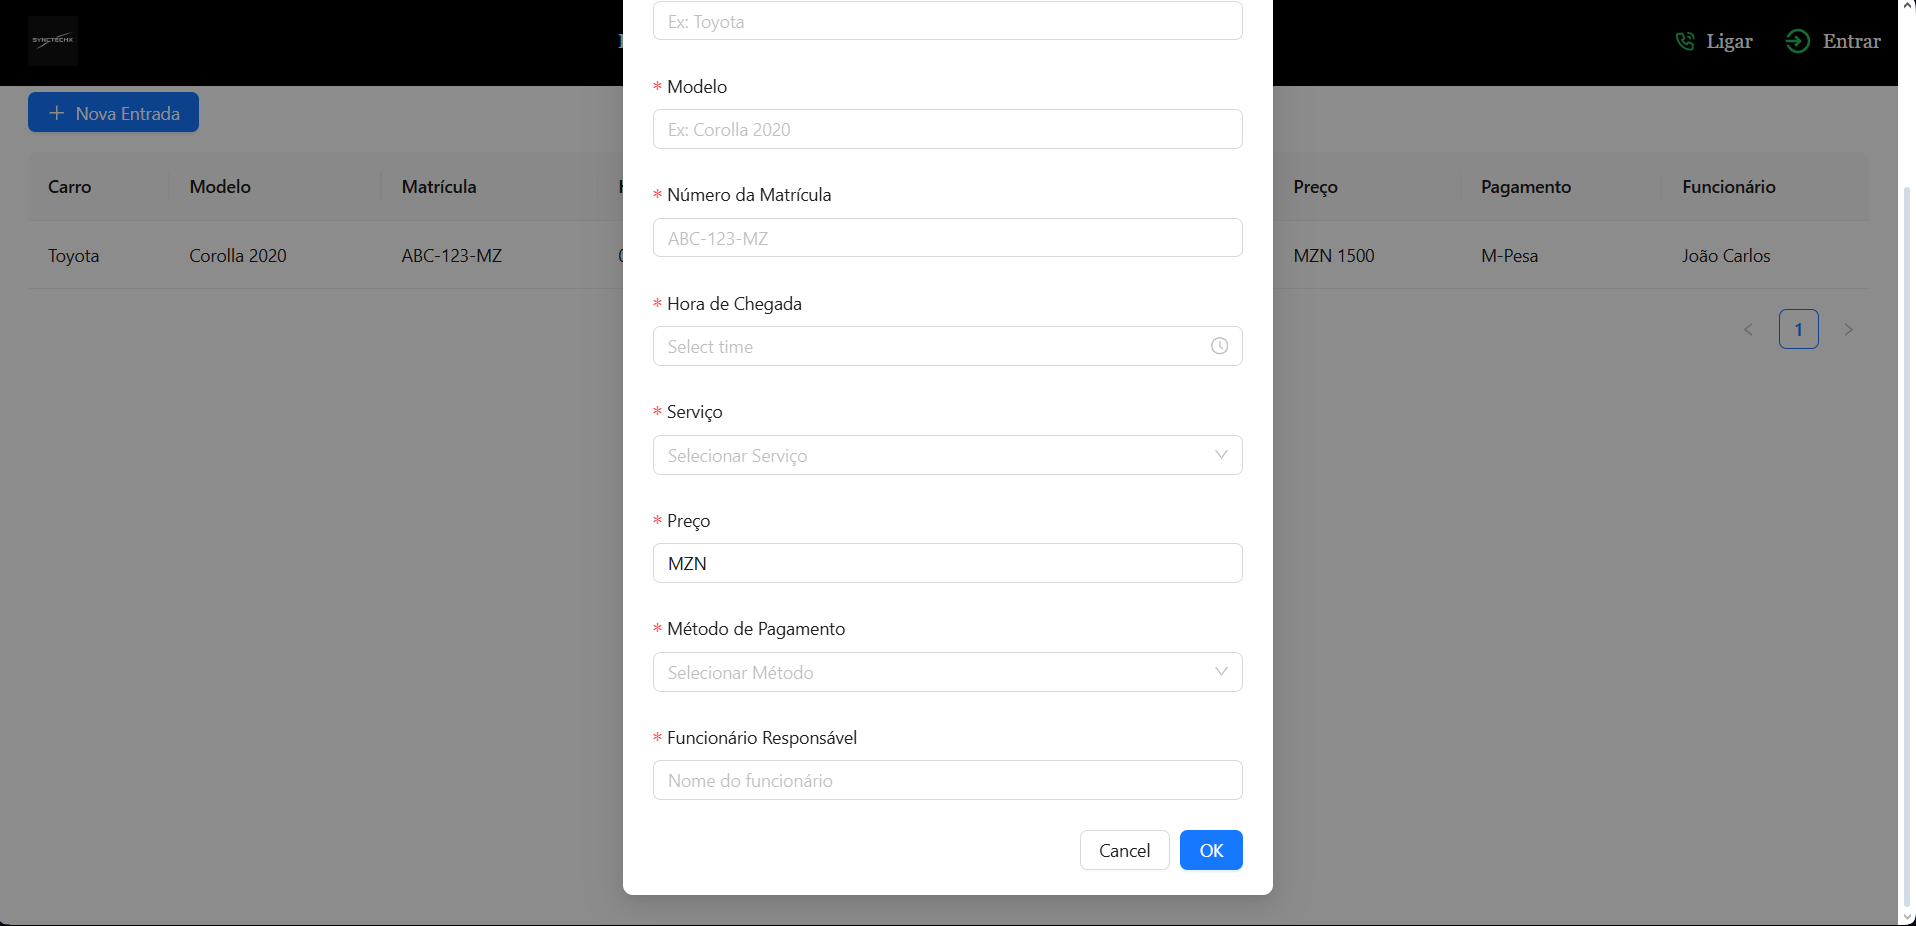 SYNCTECHX
Ligar
Entrar
Ex: Toyota
Nova Entrada
* Modelo
Ex: Corolla 2020
Carro Modelo Matrícula Preço Pagamento Funcionário
* Número da Matrícula
ABC-123-MZ
Toyota Corolla 2020 ABC-123-MZ MZN 1500 M-Pesa João Carlos
* Hora de Chegada
Select time
< 1 >
* Serviço
Selecionar Serviço
* Preço
MZN
* Método de Pagamento
Selecionar Método
* Funcionário Responsável
Nome do funcionário
Cancel OK